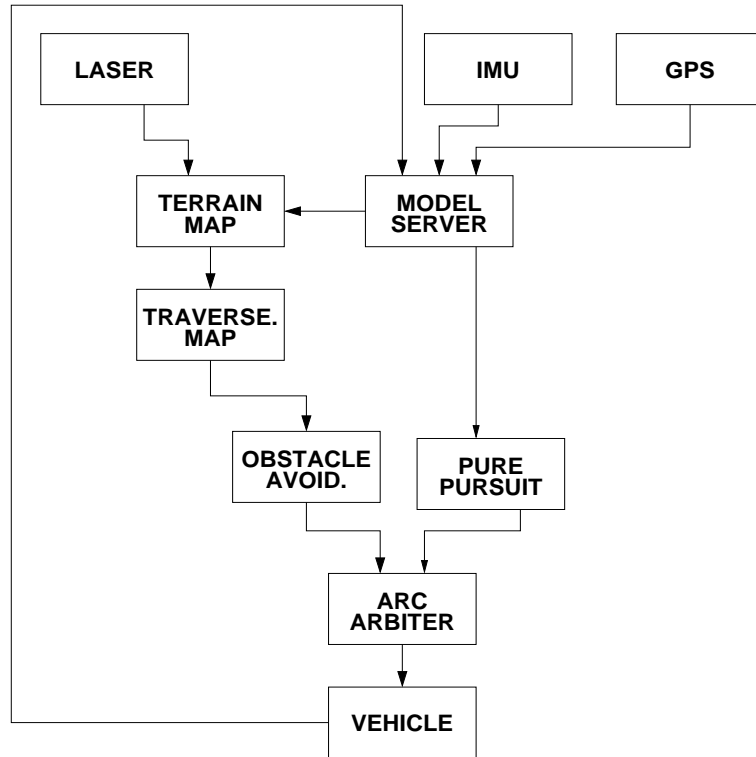 LASER
IMU
GPS
TERRAIN
MAP
MODEL
SERVER
TRAVERSE.
MAP
OBSTACLE
AVOID.
PURE
PURSUIT
ARC
ARBITER
VEHICLE